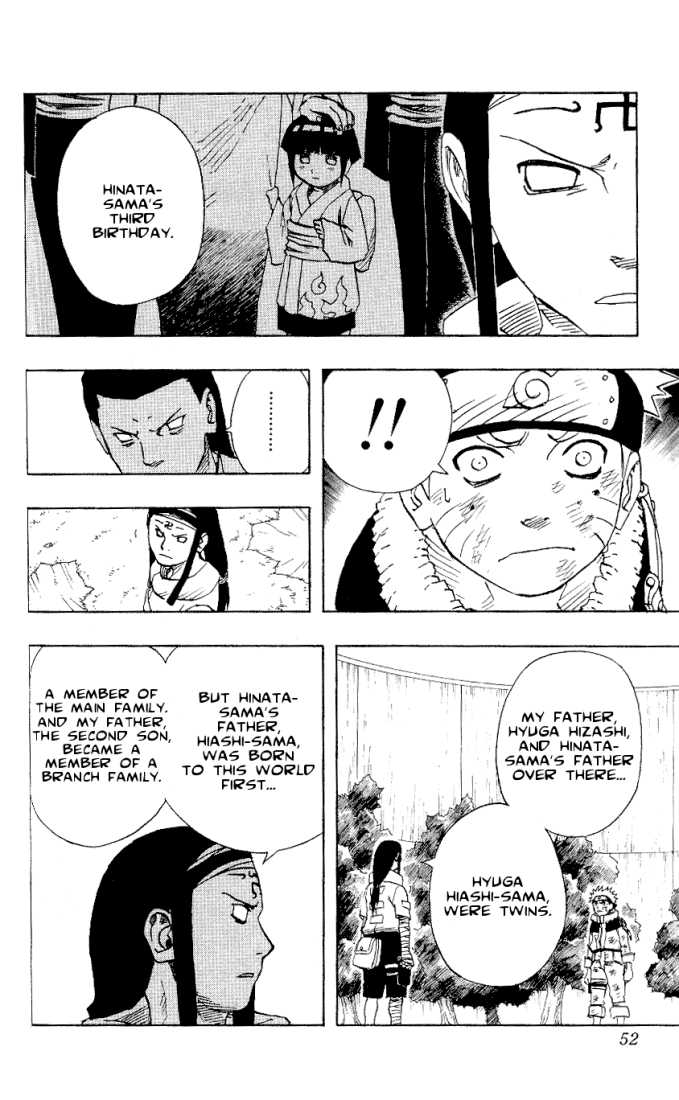 HINATA-
SAMA'S
THIRD
BIRTHDAY.
!!
.........
MY FATHER,
HYUGA HIZASHI,
AND HINATA-
SAMA'S FATHER
OVER THERE...
HYUGA
HIASHI-SAMA,
WERE TWINS.
BUT HINATA-
SAMA'S
FATHER,
HIASHI-SAMA,
WAS BORN
TO THIS WORLD
FIRST...
A MEMBER OF
THE MAIN FAMILY.
AND MY FATHER,
THE SECOND SON,
BECAME A
MEMBER OF A
BRANCH FAMILY.
52